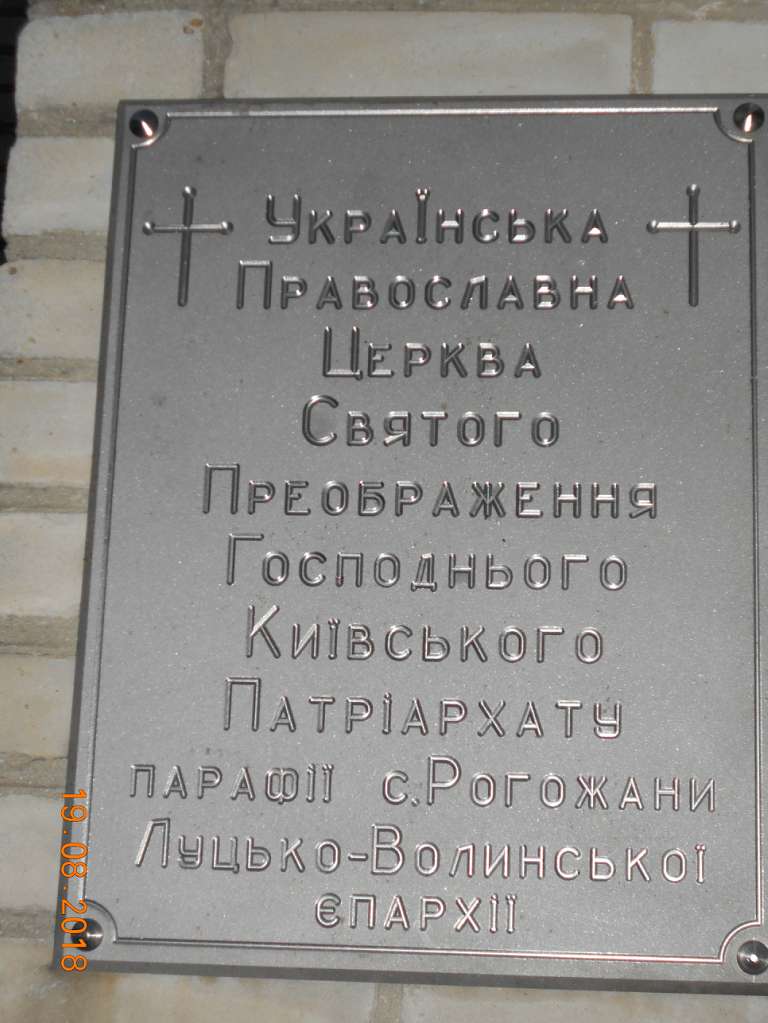 Українська
Православна
Церква
Святого
Преображення
Господнього
Київського
Патріархату
парафії с.Рогожани
Луцько-Волинської
єпархії
19.08.2018